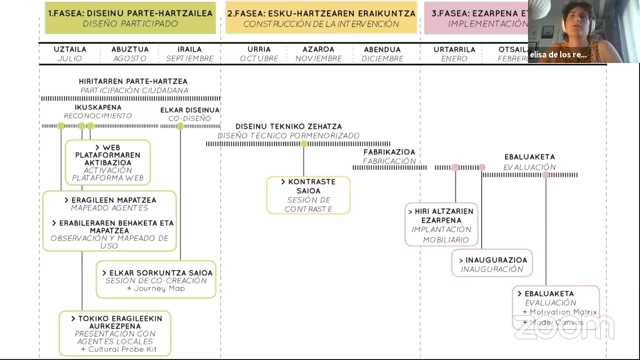 1.FASEA: DISEINU PARTE-HARTZAILEA
DISEÑO PARTICIPADO
2.FASEA: ESKU-HARTZEAREN ERAIKUNTZA
CONSTRUCCIÓN DE LA INTERVENCIÓN
3.FASEA: EZARPENA
IMPLEMENTACIÓN
elisa de los re...
UZTAILA
JULIO
ABUZTUA
AGOSTO
IRAILA
SEPTIEMBRE
URRIA
OCTUBRE
AZAROA
NOVIEMBRE
ABENDUA
DICIEMBRE
URTARRILA
ENERO
OTSAILA
FEBRERO
HIRITARREN PARTE-HARTZEA
PARTICIPACIÓN CIUDADANA
IKUSKAPENA
RECONOCIMIENTO
ELKAR DISEINUA
CO-DISEÑO
DISEINU TEKNIKO ZEHATZA
DISEÑO TÉCNICO PORMENORIZADO
FABRIKAZIOA
FABRICACIÓN
EBALUAKETA
EVALUACIÓN
> WEB
PLATAFORMAREN
AKTIBAZIOA
ACTIVACIÓN
PLATAFORMA WEB
> ERAGILEEN MAPATZEA
MAPEADO AGENTES
> ERABILERAREN BEHAKETA ETA
MAPATZEA
OBSERVACIÓN Y MAPEADO DE
USO
> ELKAR SORKUNTZA SAIOA
SESIÓN DE CO-CREACIÓN
+ Journey Map
> TOKIKO ERAGILEEKIN
AURKEZPENA
PRESENTACIÓN CON
AGENTES LOCALES
+ Cultural Probe Kit
> KONTRASTE
SAIOA
SESIÓN DE
CONTRASTE
> HIRI ALTZARIEN
EZARPENA
IMPLANTACIÓN
MOBILIARIO
> INAUGURAZIOA
INAUGURACIÓN
> EBALUAKETA
EVALUACIÓN
+ Motivation Matrix
+ Model Canvas
zoom